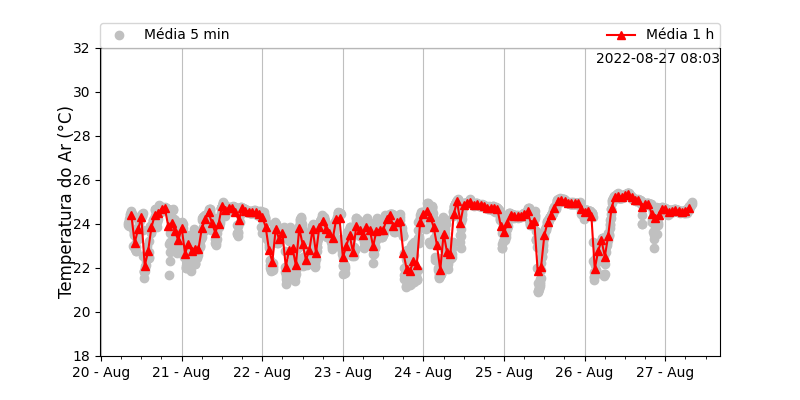 Média 5 min
Média 1 h
2022-08-27 08:03
Temperatura do Ar (°C)
32
30
28
26
24
22
20
18
20 - Aug
21 - Aug
22 - Aug
23 - Aug
24 - Aug
25 - Aug
26 - Aug
27 - Aug